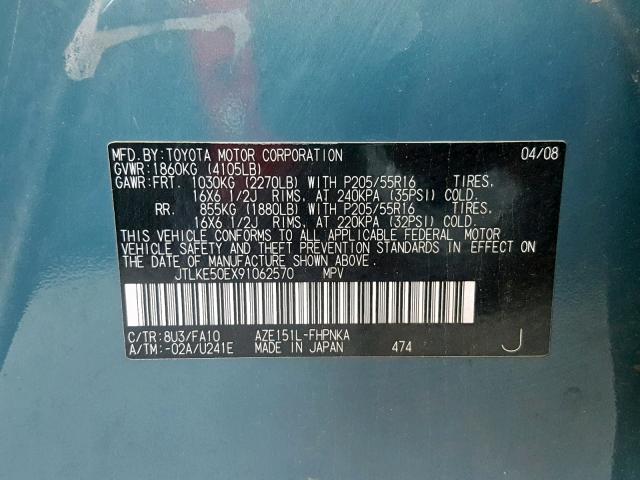 MFD. BY: TOYOTA MOTOR CORPORATION 04/08
GVWR: 1860KG (4105LB)
GAWR: FRT. 1030KG (2270LB) WITH P205/55R16 TIRES,
16X6 1/2J RIMS, AT 240KPA (35PSI) COLD.
RR. 855KG (1880LB) WITH P205/55R16 TIRES,
16X6 1/2J RIMS, AT 220KPA (32PSI) COLD.
THIS VEHICLE CONFORMS TO ALL APPLICABLE FEDERAL MOTOR
VEHICLE SAFETY AND THEFT PREVENTION STANDARDS IN EFFECT ON
THE DATE OF MANUFACTURE SHOWN ABOVE.
JTLKE50EX91062570 MPV
C/TR: 8U3/FA10 AZE151L-FHPNKA
A/TM: -02A/U241E MADE IN JAPAN 474 J